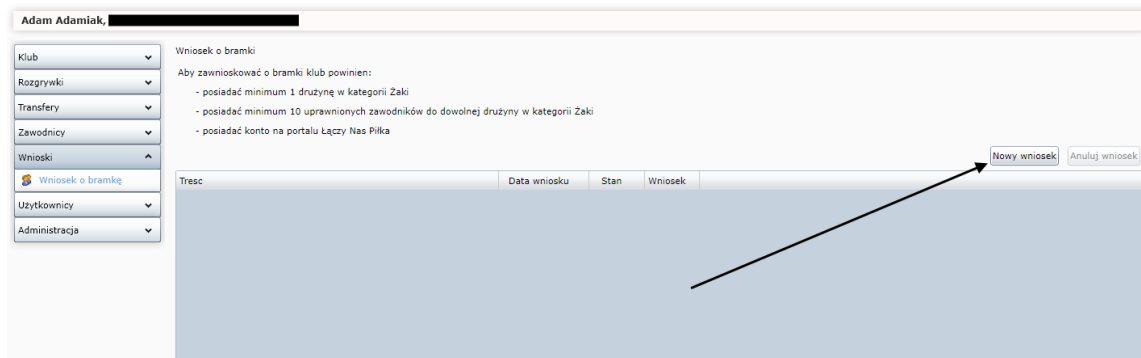 Adam Adamiak,
Klub
Rozgrywki
Transfery
Zawodnicy
Wnioski
Wniosek o bramkę
Użytkownicy
Administracja
Wniosek o bramki
Aby zawnioskować o bramki klub powinien:
- posiadać minimum 1 drużynę w kategorii Żaki
- posiadać minimum 10 uprawnionych zawodników do dowolnej drużyny w kategorii Żaki
- posiadać konto na portalu Łączy Nas Piłka
Nowy wniosek Anuluj wniosek
Tresc Data wniosku Stan Wniosek